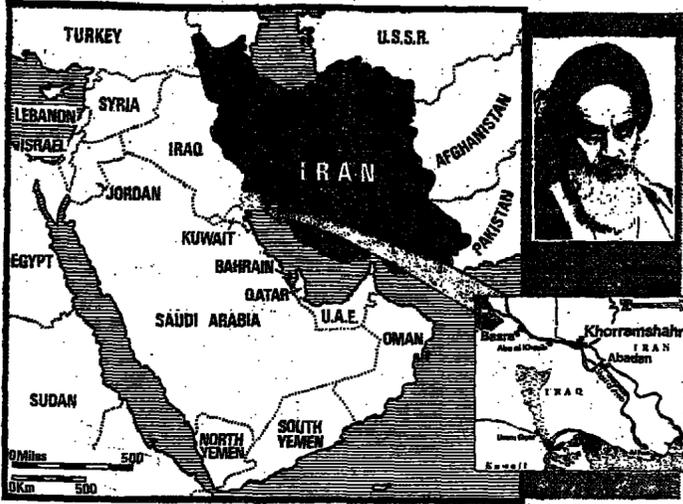 TURKEY
U.S.S.R.
SYRIA
LEBANON
ISRAEL
IRAQ
IRAN
AFGHANISTAN
JORDAN
KUWAIT
PAKISTAN
EGYPT
BAHRAIN
QATAR
U.A.E.
SAUDI ARABIA
OMAN
SUDAN
NORTH YEMEN
SOUTH YEMEN
0 Miles 500
0 Km 500
Basra
Khorramshahr
IRAN
Abadan
IRAQ
Kuwait